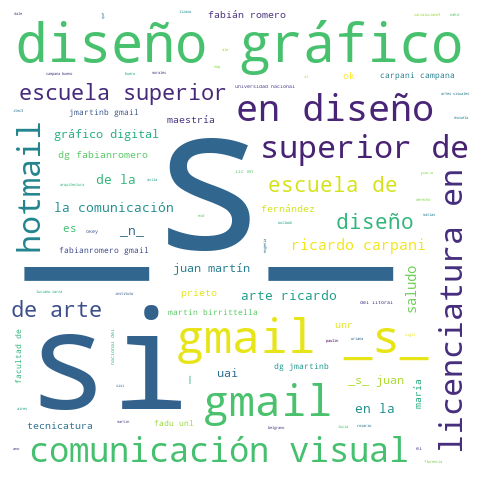 fabián romero
diseño gráfico
ok
carpani campana
escuela superior
universidad nacional
maestría
en diseño
jmartinb gmail
gráfico digital
superior de
dg fabianromero
de la
escuela de
hotmail
la comunicación
fernández
diseño
_n_
es
ricardo carpani
fabianromero gmail
juan martín
_s_
licenciatura en
saludo
prieto
arte ricardo
del litoral
de arte
martín birrittella
unr
gmail
_s_
si
facultad de
uai
dg jmartinb
_s_ juan
gmail
en la
maría
tecnicatura
fadu unl
comunicación visual